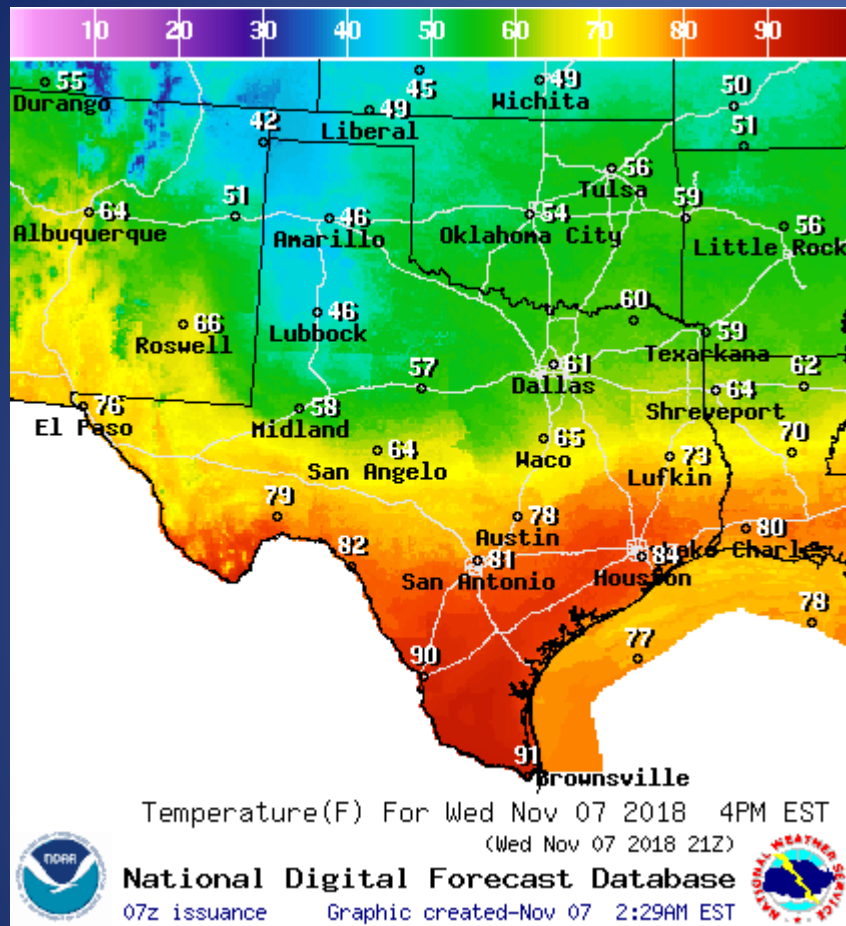 10 20 30 40 50 60 70 80 90
55
Durango
45
49
Wichita
49
Liberal
50
42
51
56
Tulsa
64
Albuquerque
51
46
Amarillo
54
Oklahoma City
59
56
Little Rock
66
Roswell
46
Lubbock
60
59
Texarkana
57
61
Dallas
64
Shreveport
62
76
El Paso
58
Midland
64
San Angelo
65
Waco
73
Lufkin
70
79
78
Austin
80
Lake Charles
82
81
San Antonio
84
Houston
90
77
78
91
Brownsville
Temperature(F) For Wed Nov 07 2018 4PM EST
(Wed Nov 07 2018 21Z)
National Digital Forecast Database
07z issuance Graphic created-Nov 07 2:29AM EST
NOAA
NATIONAL WEATHER SERVICE